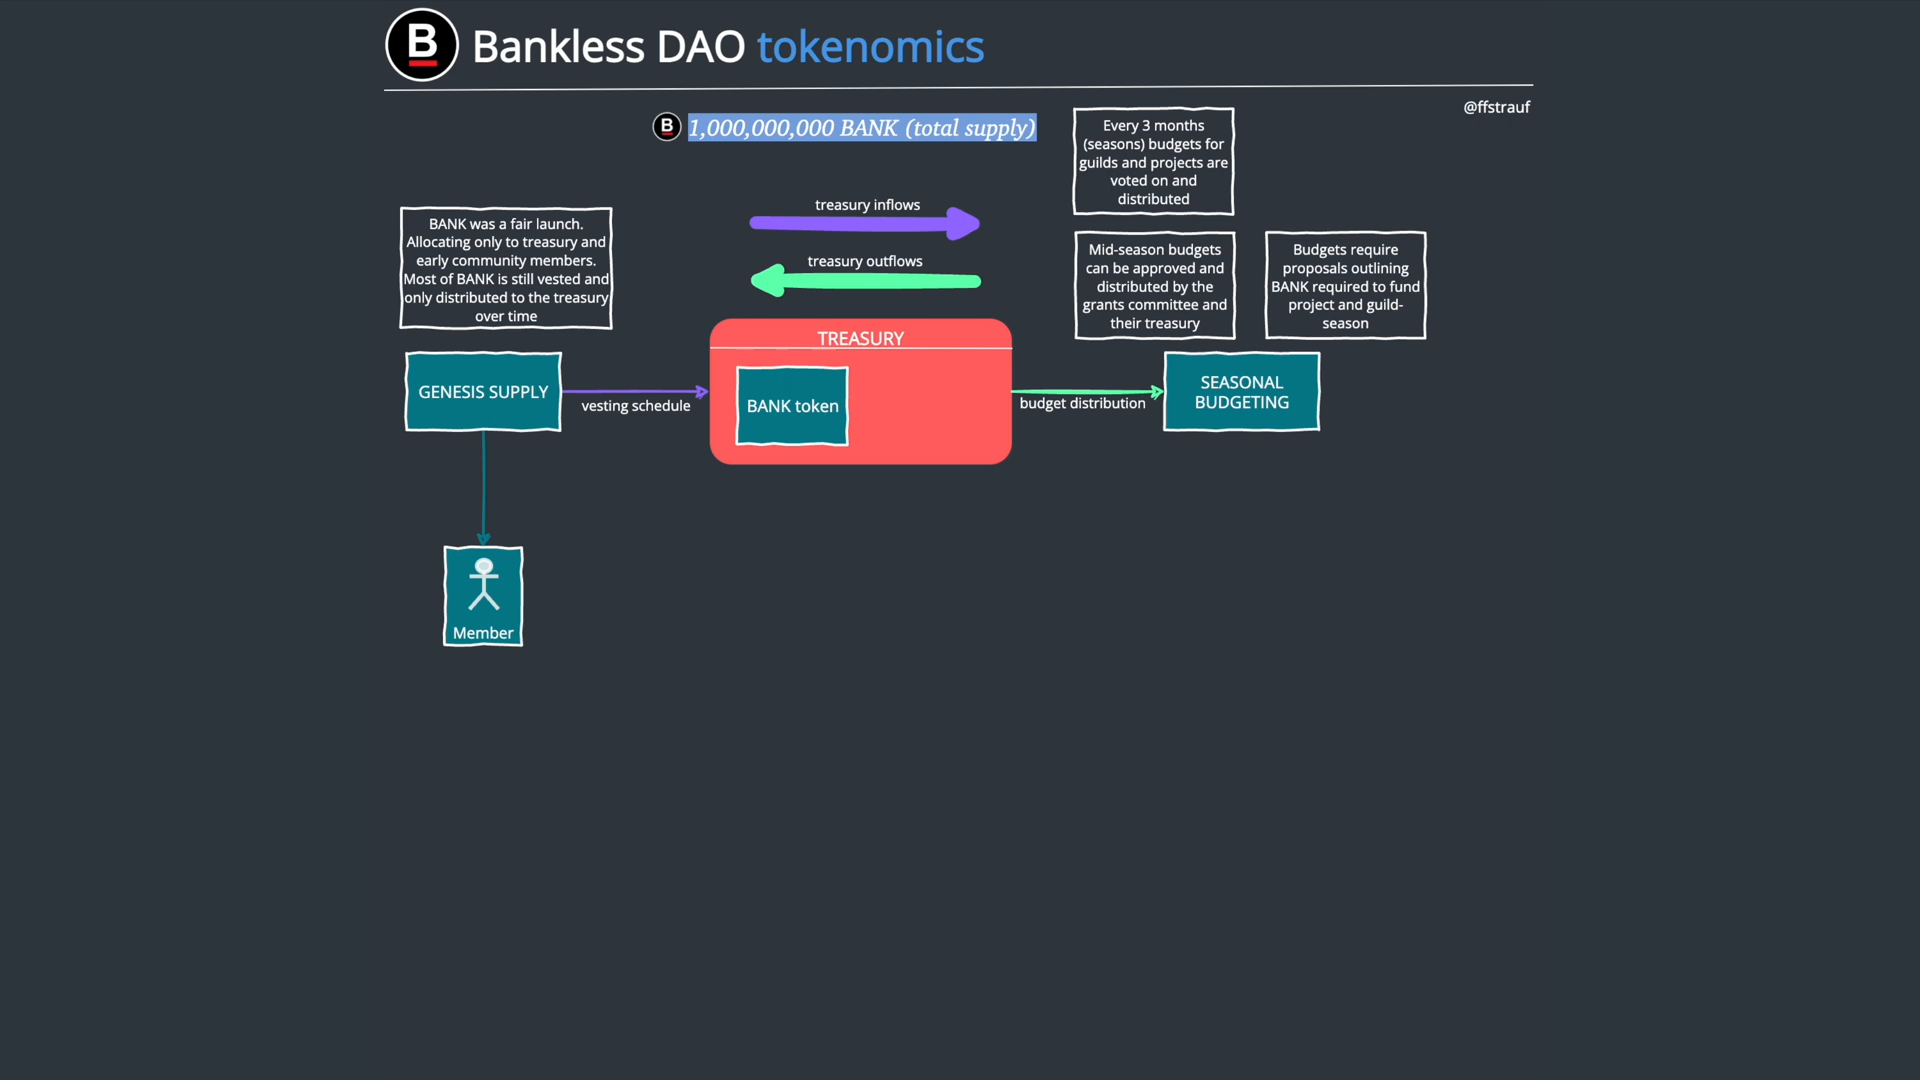 B Bankless DAO tokenomics
@ffstrauf
B 1,000,000,000 BANK (total supply)
Every 3 months
(seasons) budgets for
guilds and projects are
voted on and
distributed
treasury inflows
treasury outflows
BANK was a fair launch.
Allocating only to treasury and
early community members.
Most of BANK is still vested and
only distributed to the treasury
over time
Mid-season budgets
can be approved and
distributed by the
grants committee and
their treasury
Budgets require
proposals outlining
BANK required to fund
project and guild-
season
GENESIS SUPPLY
vesting schedule
TREASURY
BANK token
budget distribution
SEASONAL
BUDGETING
Member